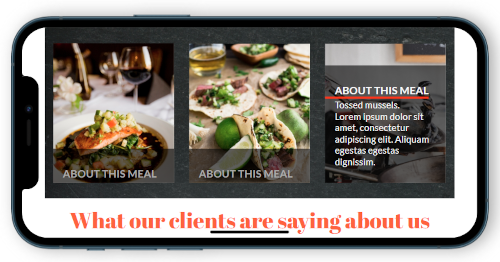 ABOUT THIS MEAL
ABOUT THIS MEAL
ABOUT THIS MEAL
Tossed mussels.
Lorem ipsum dolor sit
amet, consectetur
adipiscing elit. Aliquam
egestas egestas
dignissim.
What our clients are saying about us